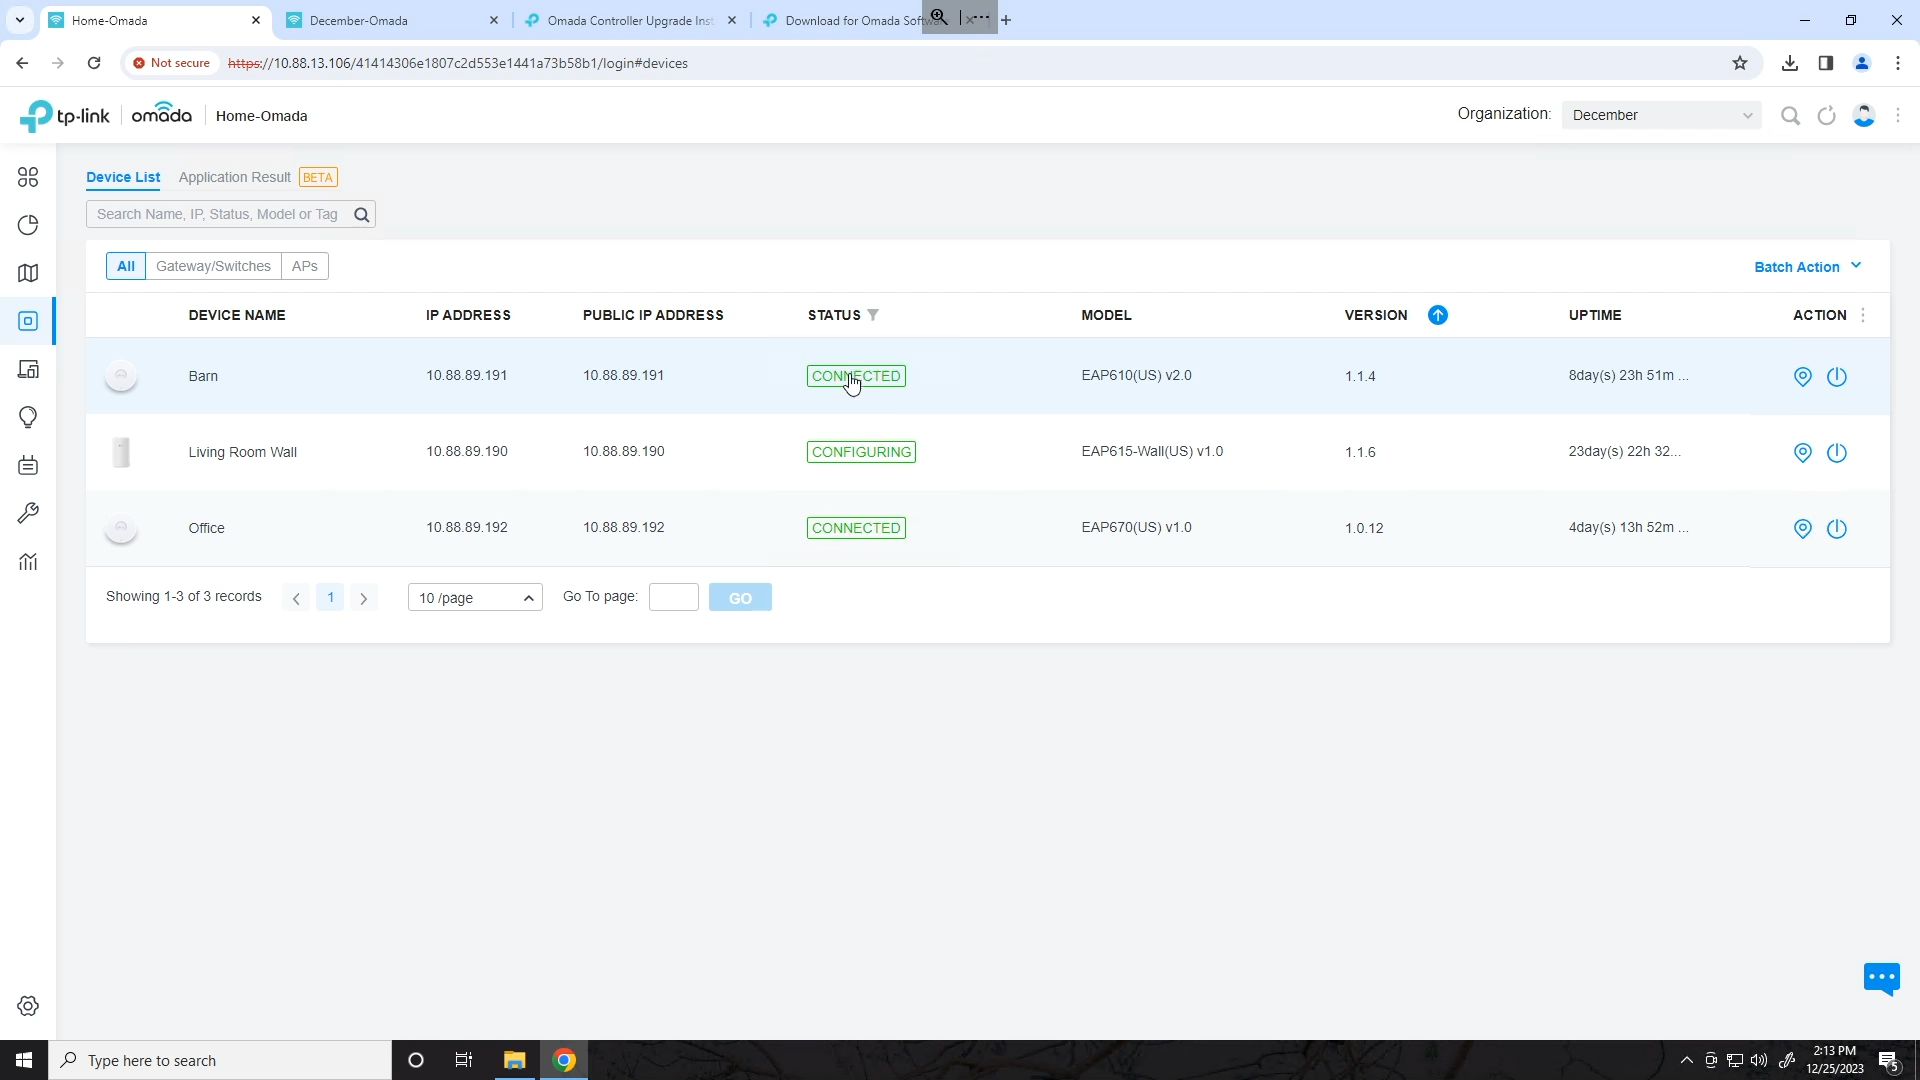 Home-Omada
December-Omada
Omada Controller Upgrade Inst
Download for Omada Softwa
Not secure
https://10.88.13.106/41414306e1807c2d553e1441a73b58b1/login#devices
tp-link
omada
Home-Omada
Organization:
December
Device List
Application Result
BETA
Search Name, IP, Status, Model or Tag
All
Gateway/Switches
APs
Batch Action
DEVICE NAME
IP ADDRESS
PUBLIC IP ADDRESS
STATUS
MODEL
VERSION
UPTIME
ACTION
Barn
10.88.89.191
10.88.89.191
CONNECTED
EAP610(US) v2.0
1.1.4
8day(s) 23h 51m ...
Living Room Wall
10.88.89.190
10.88.89.190
CONFIGURING
EAP615-Wall(US) v1.0
1.1.6
23day(s) 22h 32...
Office
10.88.89.192
10.88.89.192
CONNECTED
EAP670(US) v1.0
1.0.12
4day(s) 13h 52m ...
Showing 1-3 of 3 records
1
10 /page
Go To page:
GO
Type here to search
2:13 PM
12/25/2023
5